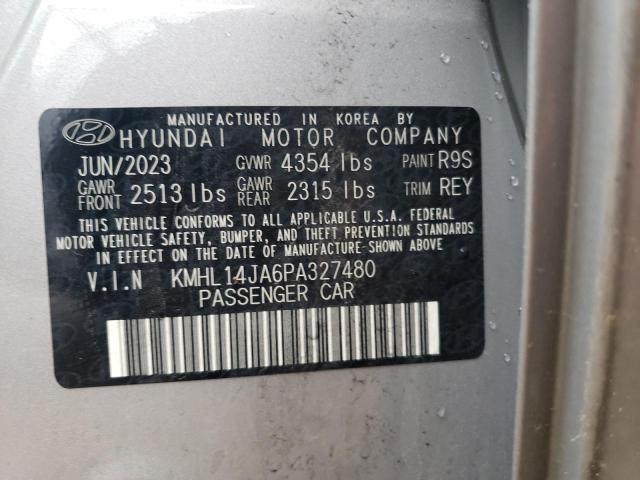 MANUFACTURED IN KOREA BY
HYUNDAI MOTOR COMPANY
JUN/2023 GVWR 4354 lbs PAINT R9S
GAWR FRONT 2513 lbs GAWR REAR 2315 lbs TRIM REY
THIS VEHICLE CONFORMS TO ALL APPLICABLE U.S.A. FEDERAL
MOTOR VEHICLE SAFETY, BUMPER, AND THEFT PREVENTION STANDARDS
IN EFFECT ON THE DATE OF MANUFACTURE-SHOWN ABOVE
V.I.N KMHL14JA6PA327480
PASSENGER CAR